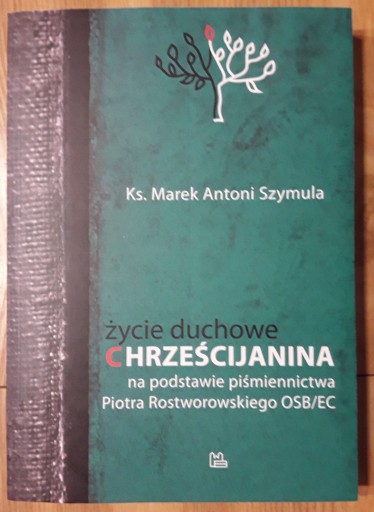 Ks. Marek Antoni Szymula
życie duchowe
CHRZEŚCIJANINA
na podstawie piśmiennictwa
Piotra Rostworowskiego OSB/EC